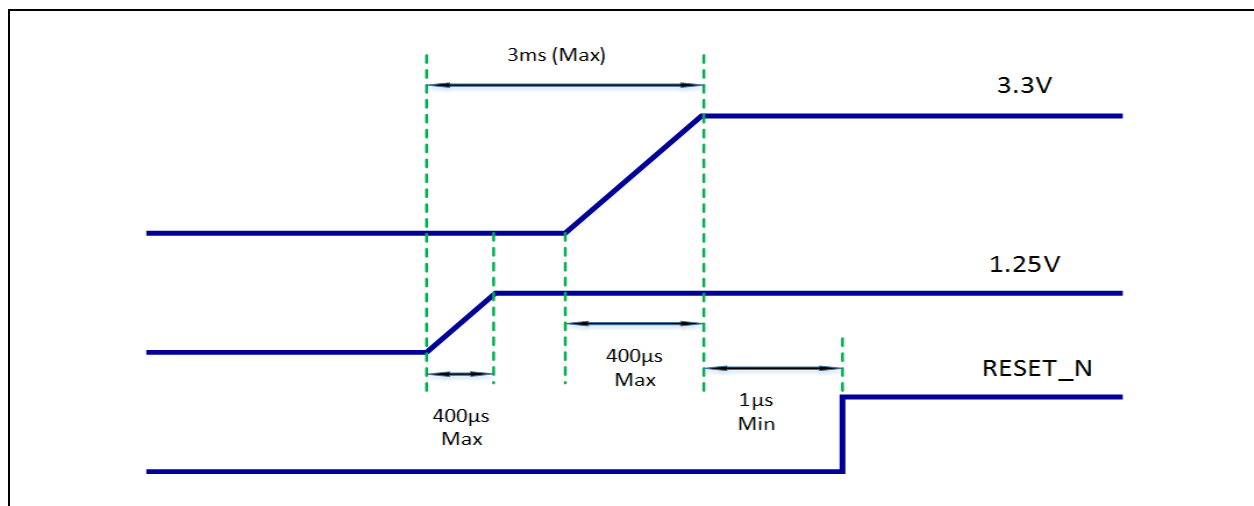 3ms (Max)
3.3V
1.25V
400µs
Max
RESET_N
1µs
Min
400µs
Max